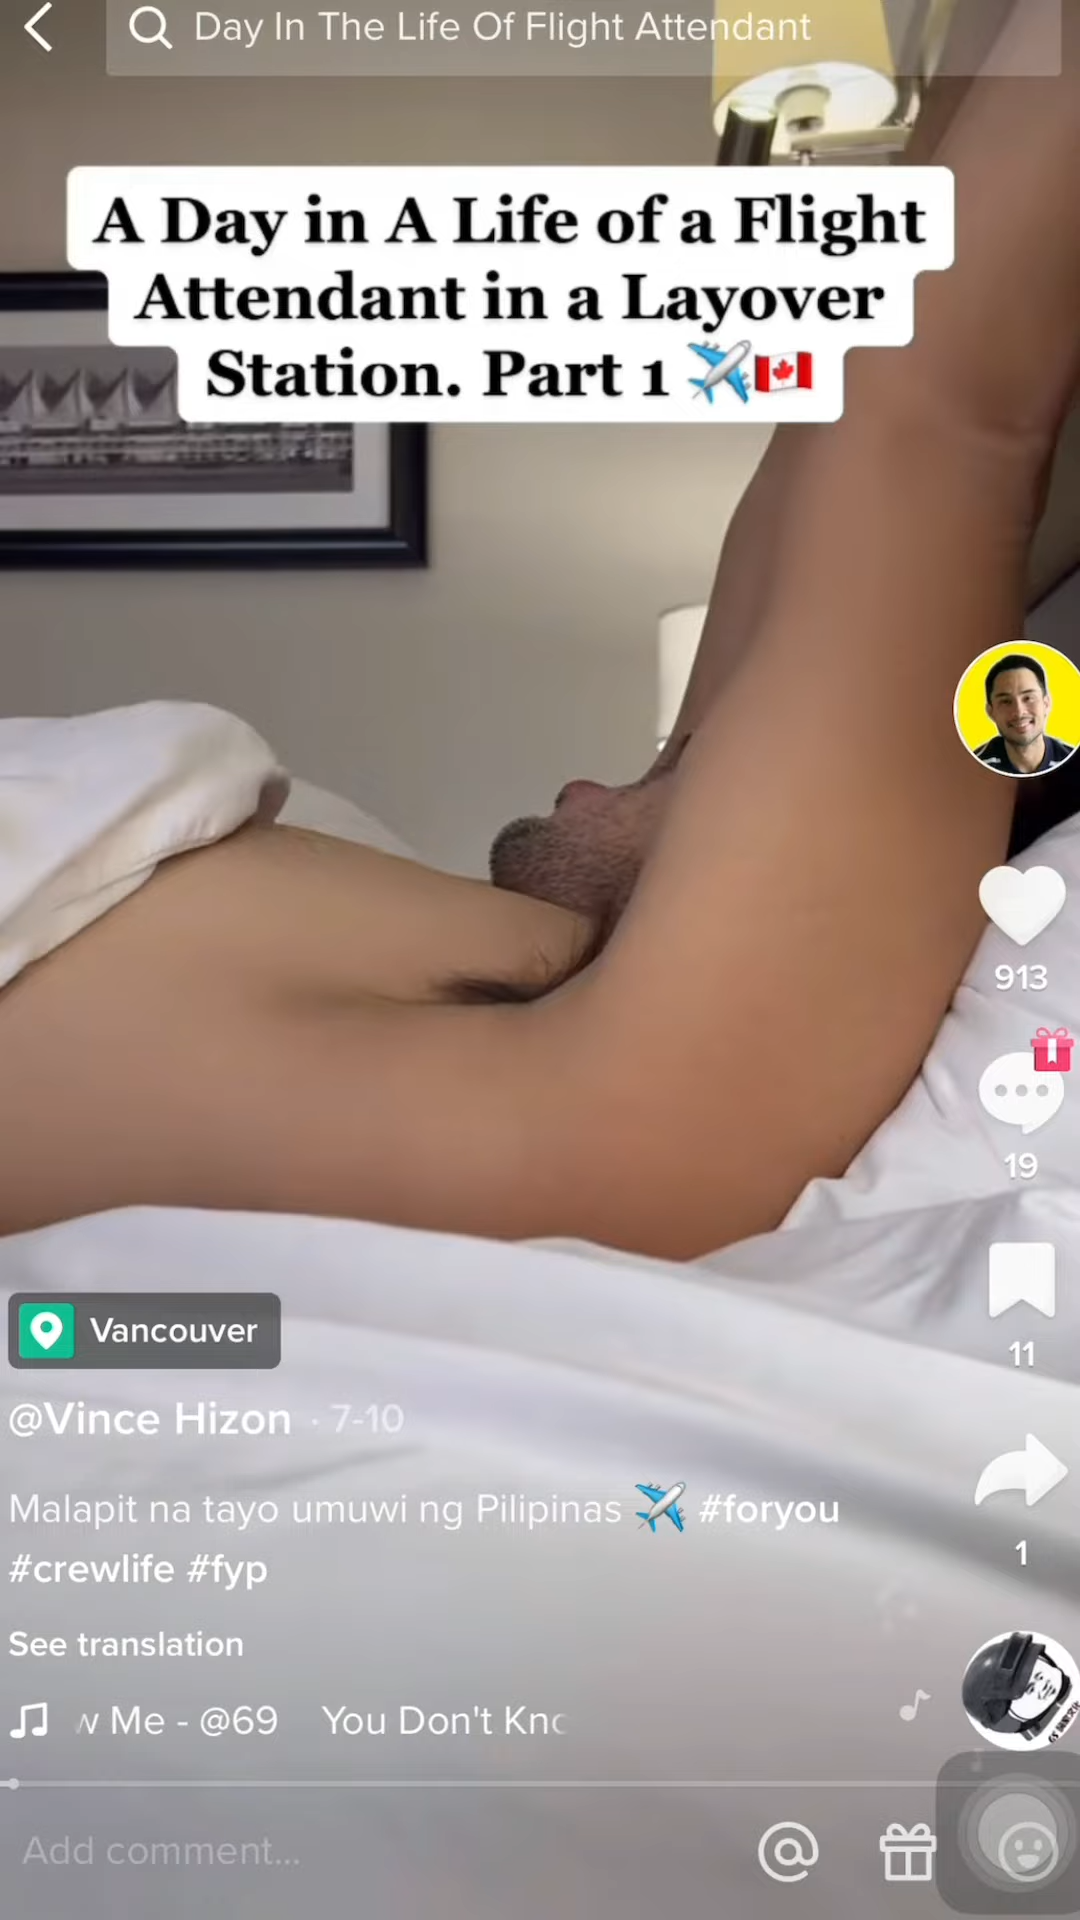 Day In The Life Of Flight Attendant
A Day in A Life of a Flight
Attendant in a Layover
Station. Part 1 ✈️🇨🇦
913
19
11
1
Vancouver
@Vince Hizon · 7-10
Malapit na tayo umuwi ng Pilipinas ✈️ #foryou
#crewlife #fyp
See translation
Me - @69 You Don't
Add comment...